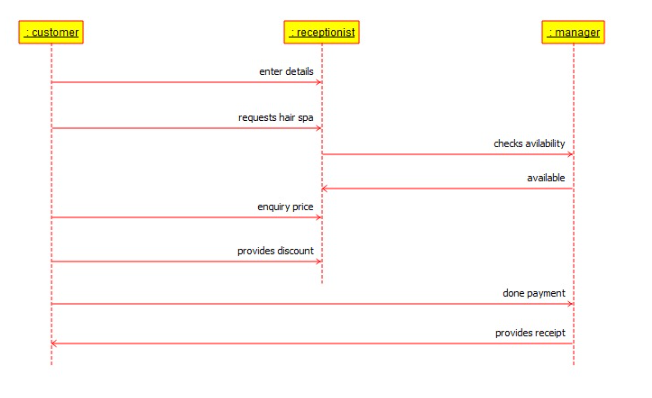 : customer
: receptionist
: manager
enter details
requests hair spa
checks avilability
available
enquiry price
provides discount
done payment
provides receipt